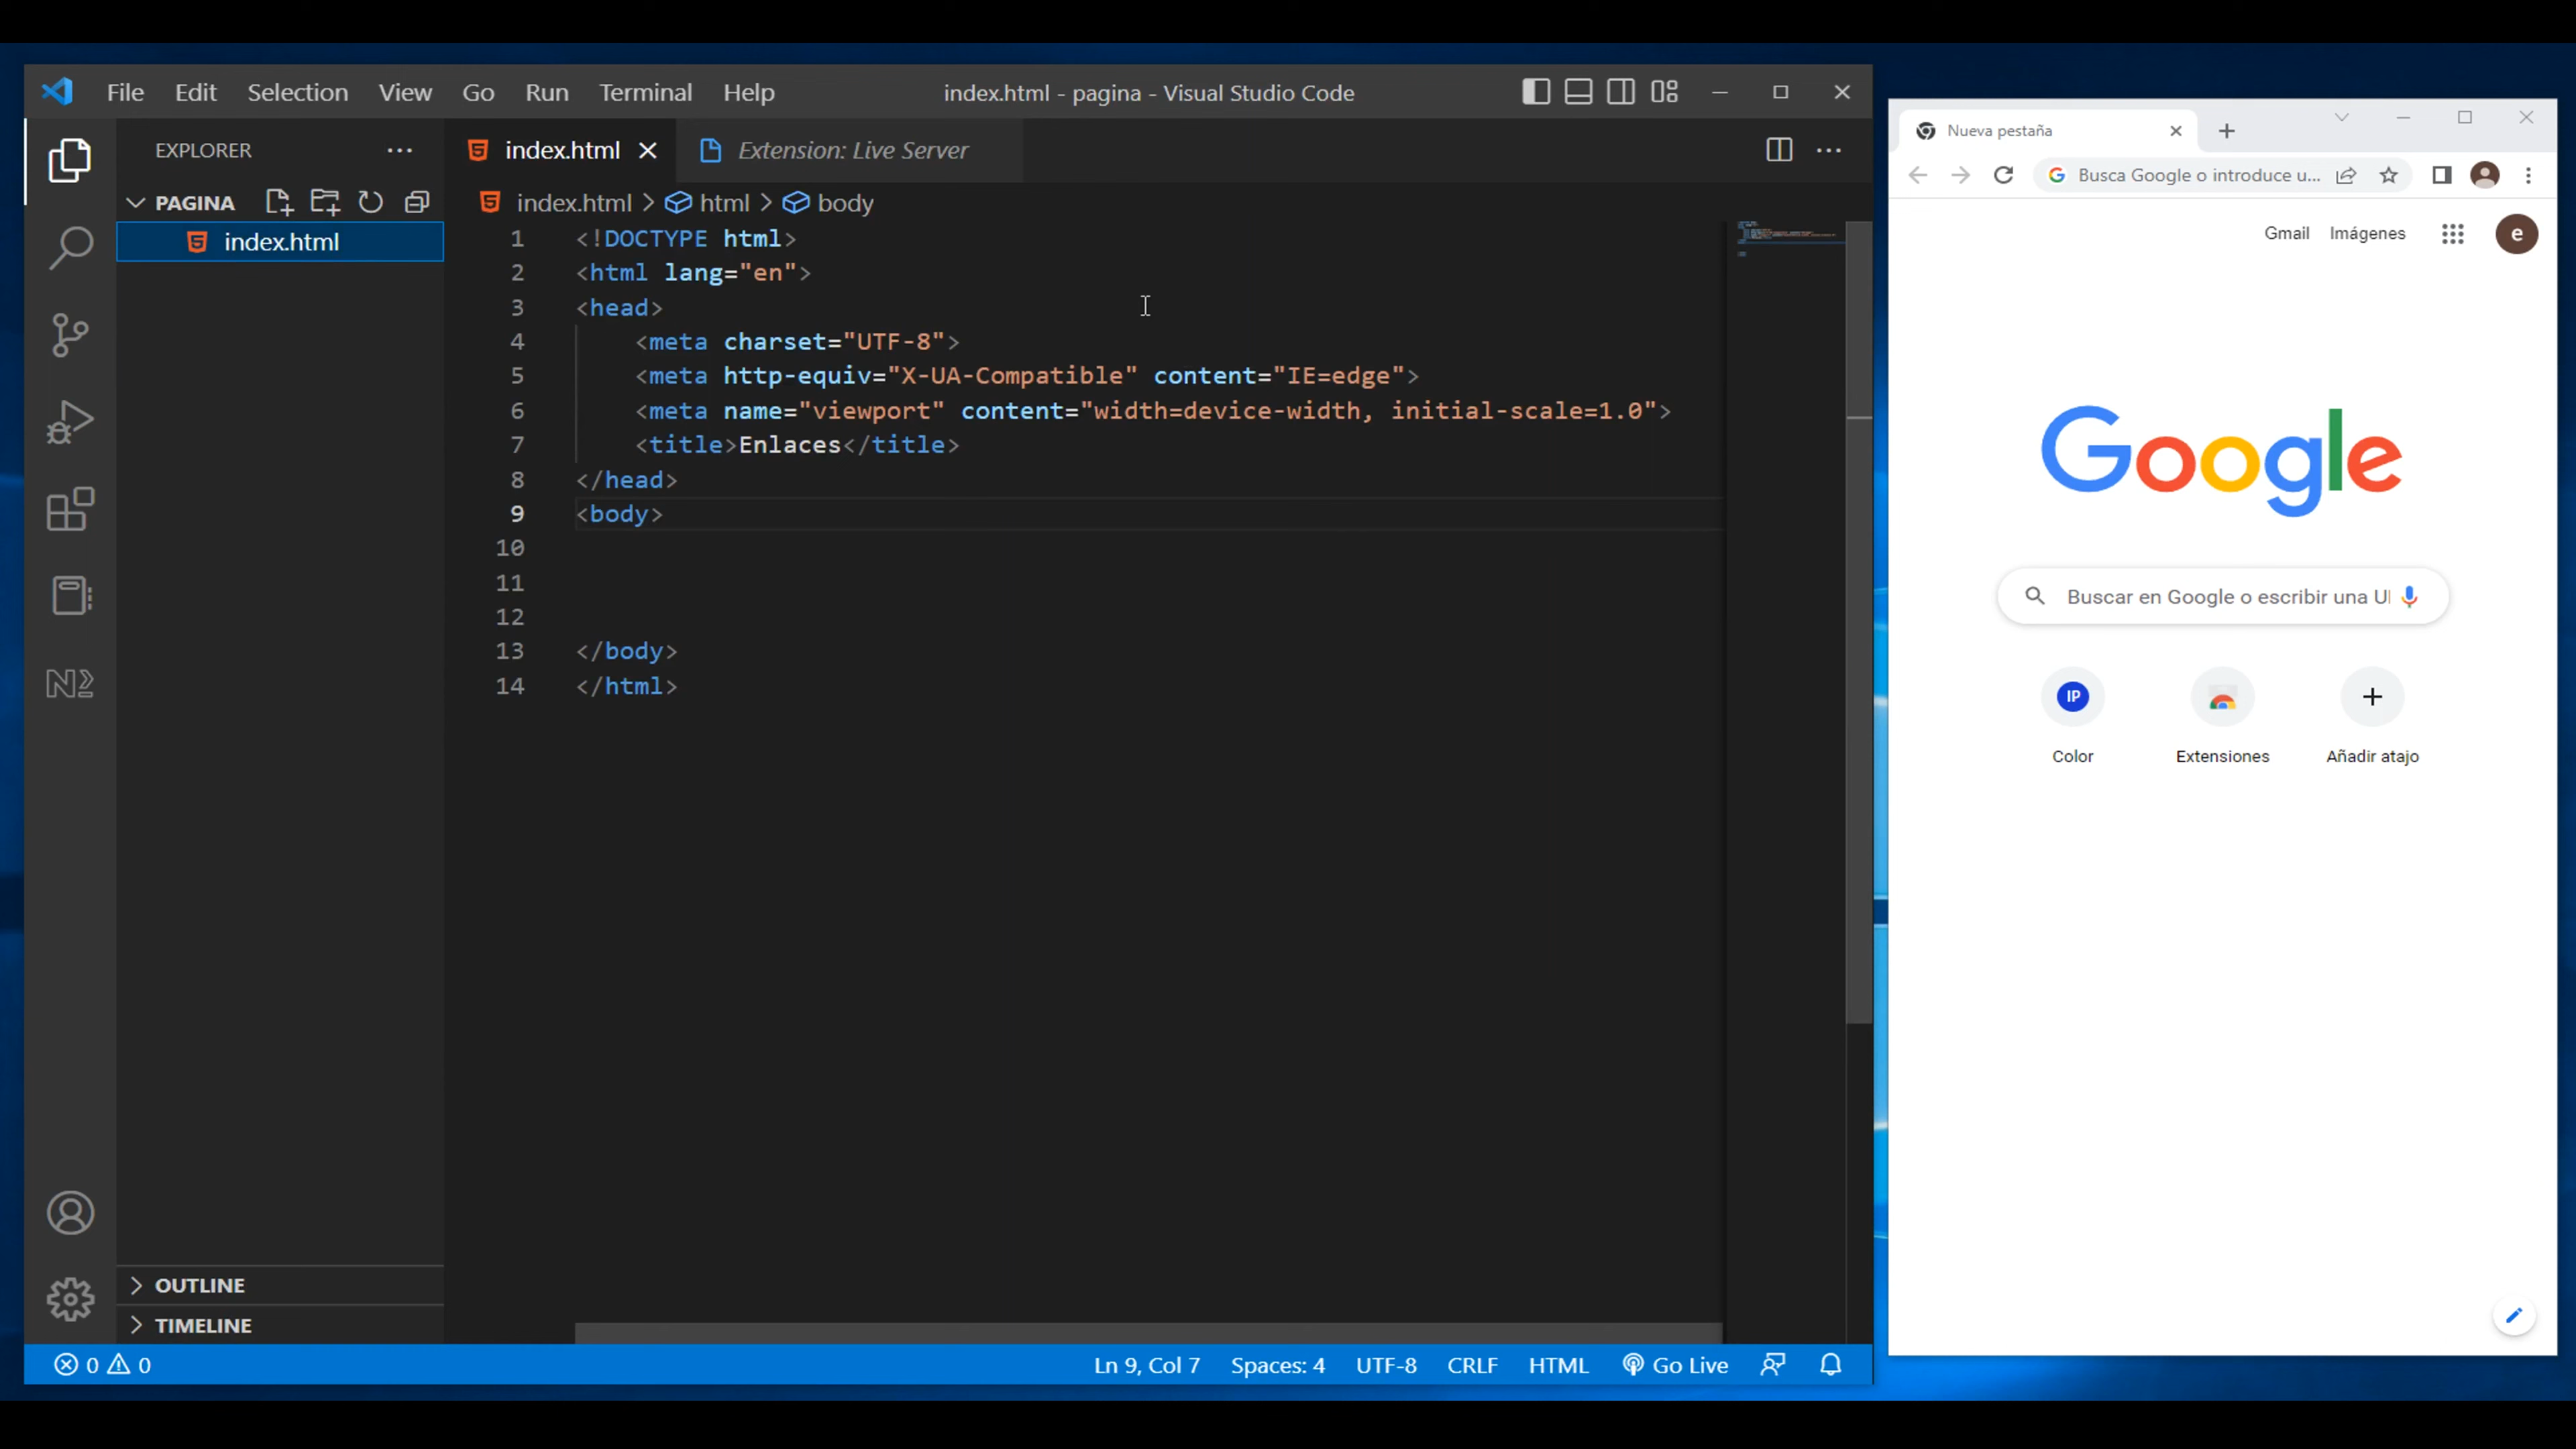 File Edit Selection View Go Run Terminal Help
index.html - pagina - Visual Studio Code
EXPLORER
PAGINA
index.html
OUTLINE
TIMELINE
index.html
Extension: Live Server
index.html > html > body
1 <!DOCTYPE html>
2 <html lang="en">
3 <head>
4 <meta charset="UTF-8">
5 <meta http-equiv="X-UA-Compatible" content="IE=edge">
6 <meta name="viewport" content="width=device-width, initial-scale=1.0">
7 <title>Enlaces</title>
8 </head>
9 <body>
10
11
12
13 </body>
14 </html>
0 0
Ln 9, Col 7 Spaces: 4 UTF-8 CRLF HTML Go Live
Nueva pestaña
Busca Google o introduce u...
Gmail Imágenes e
Google
Buscar en Google o escribir una U
IP
Color Extensiones Añadir atajo